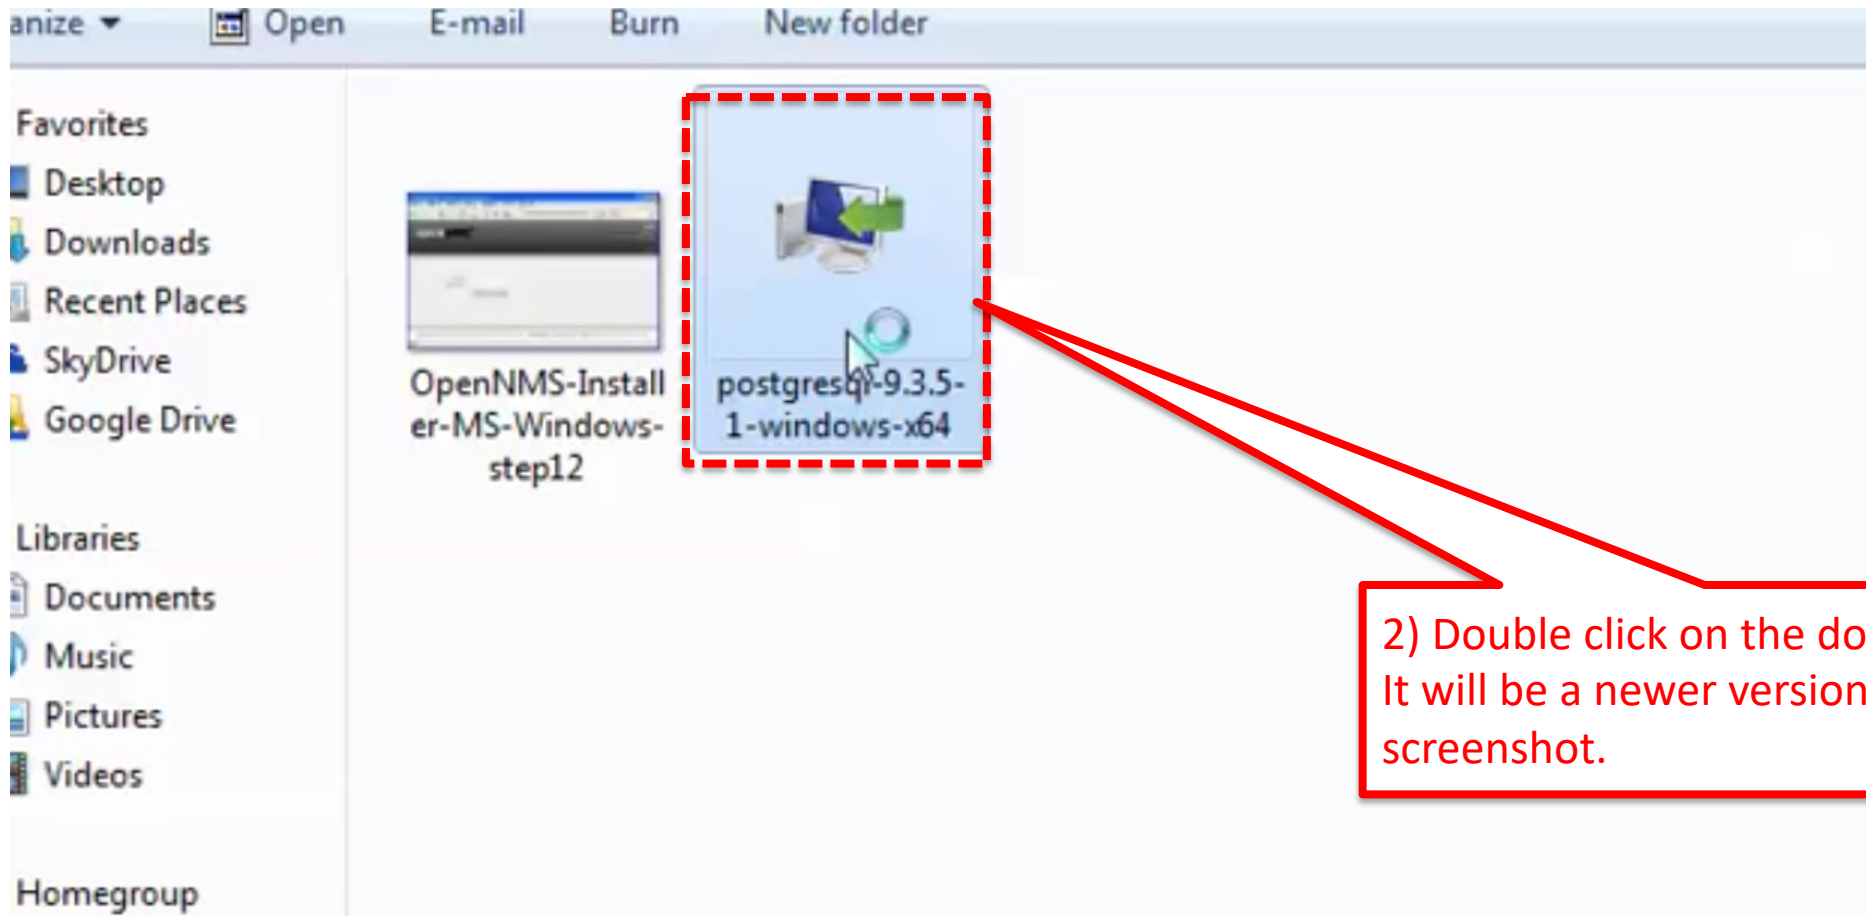 anize
Open
E-mail
Burn
New folder
Favorites
Desktop
Downloads
Recent Places
SkyDrive
Google Drive
Libraries
Documents
Music
Pictures
Videos
Homegroup
OpenNMS-Install
er-MS-Windows-
step12
postgresql-9.3.5-
1-windows-x64
2) Double click on the do
It will be a newer version
screenshot.